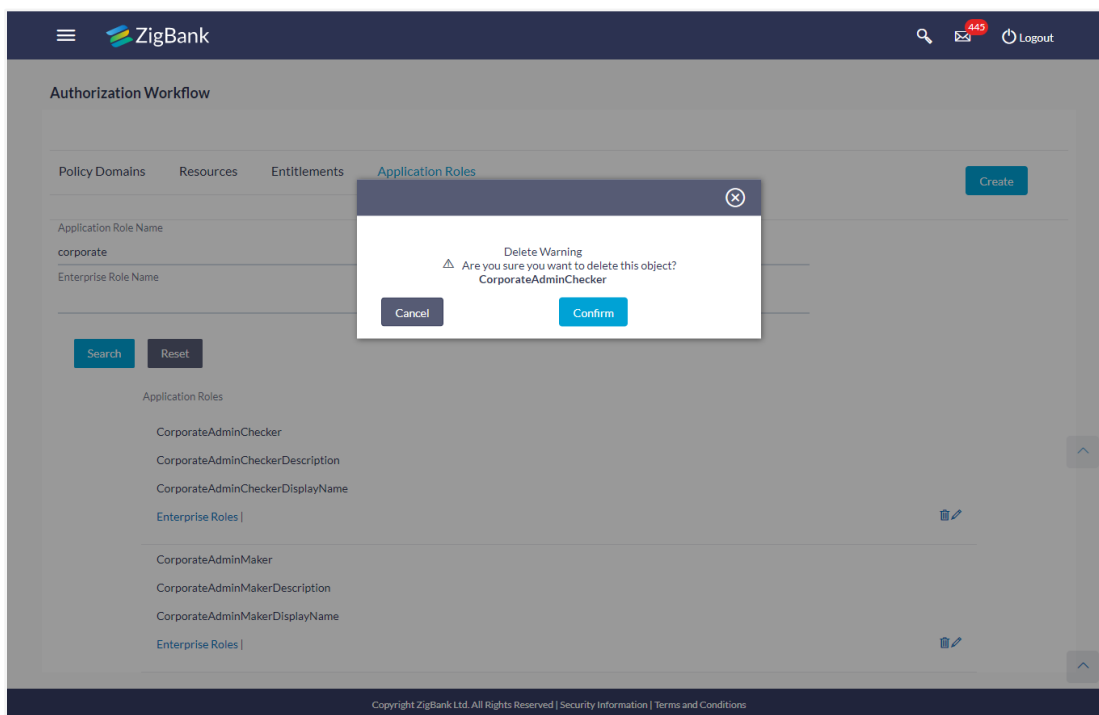 ZigBank
445
Logout
Authorization Workflow
Policy Domains Resources Entitlements Application Roles
Create
Application Role Name
corporate
Enterprise Role Name
Delete Warning
Are you sure you want to delete this object?
CorporateAdminChecker
Cancel Confirm
Search Reset
Application Roles
CorporateAdminChecker
CorporateAdminCheckerDescription
CorporateAdminCheckerDisplayName
Enterprise Roles |
CorporateAdminMaker
CorporateAdminMakerDescription
CorporateAdminMakerDisplayName
Enterprise Roles |
Copyright ZigBank Ltd. All Rights Reserved | Security Information | Terms and Conditions